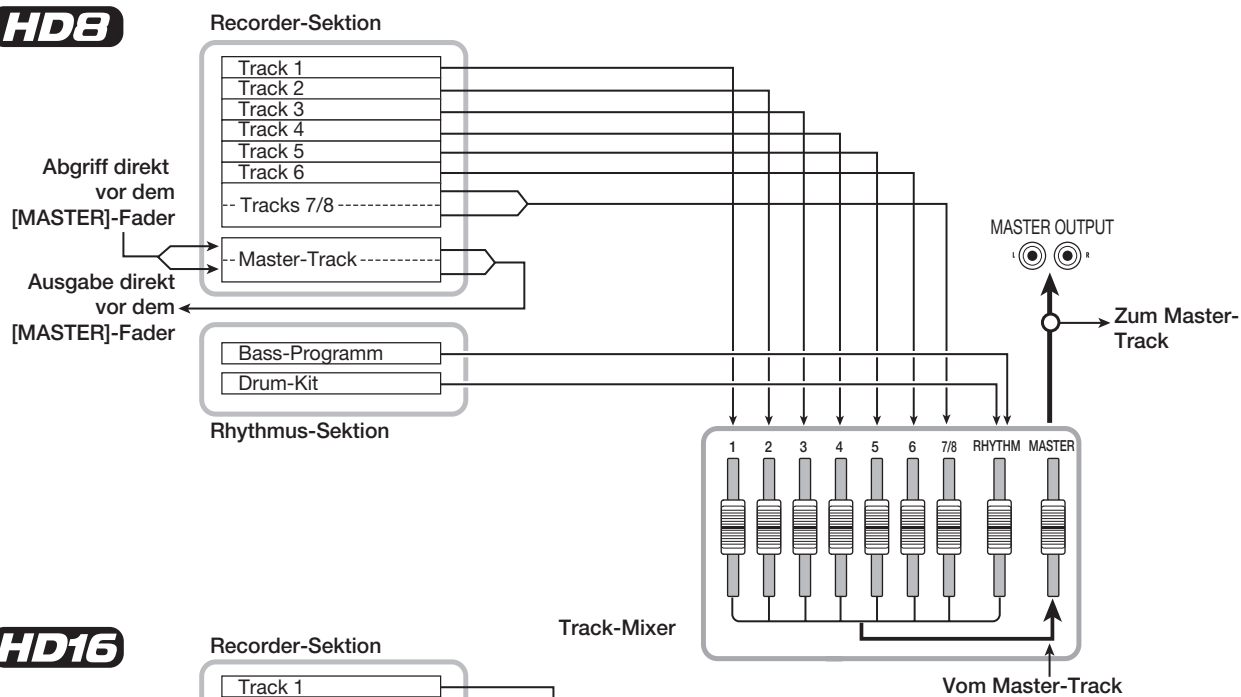 HD8
Recorder-Sektion
Track 1
Track 2
Track 3
Track 4
Track 5
Track 6
Tracks 7/8
Master-Track
Abgriff direkt
vor dem
[MASTER]-Fader
Ausgabe direkt
vor dem
[MASTER]-Fader
Bass-Programm
Drum-Kit
Rhythmus-Sektion
MASTER OUTPUT
L R
Zum Master-
Track
1 2 3 4 5 6 7/8 RHYTHM MASTER
Track-Mixer
Vom Master-Track
HD16
Recorder-Sektion
Track 1